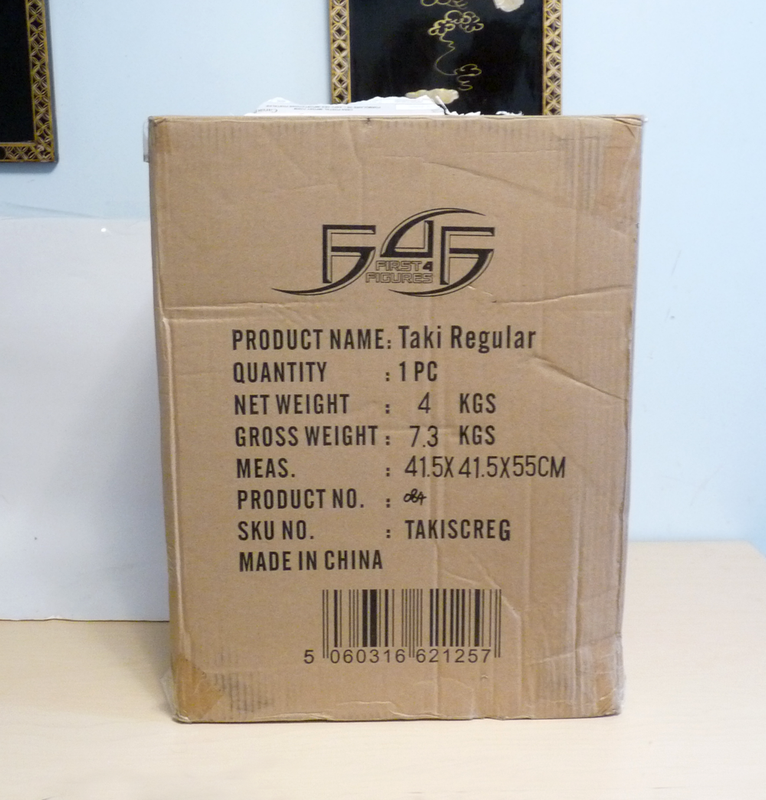 F4F
FIRST 4
FIGURES
PRODUCT NAME: Taki Regular
QUANTITY : 1 PC
NET WEIGHT : 4 KGS
GROSS WEIGHT : 7.3 KGS
MEAS. : 41.5X41.5X55CM
PRODUCT NO. : 084
SKU NO. : TAKISCREG
MADE IN CHINA
5 060316 621257